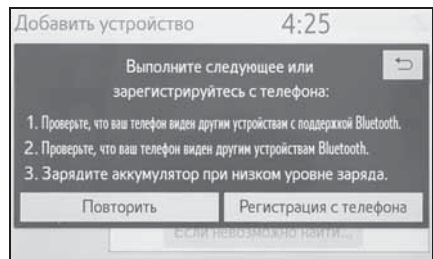 Добавить устройство 4:25
Выполните следующее или
зарегистрируйтесь с телефона:
1. Проверьте, что ваш телефон виден другим устройствам с поддержкой Bluetooth.
2. Проверьте, что ваш телефон виден другим устройствам Bluetooth.
3. Зарядите аккумулятор при низком уровне заряда.
Повторить Регистрация с телефона
Если невозможно найти...